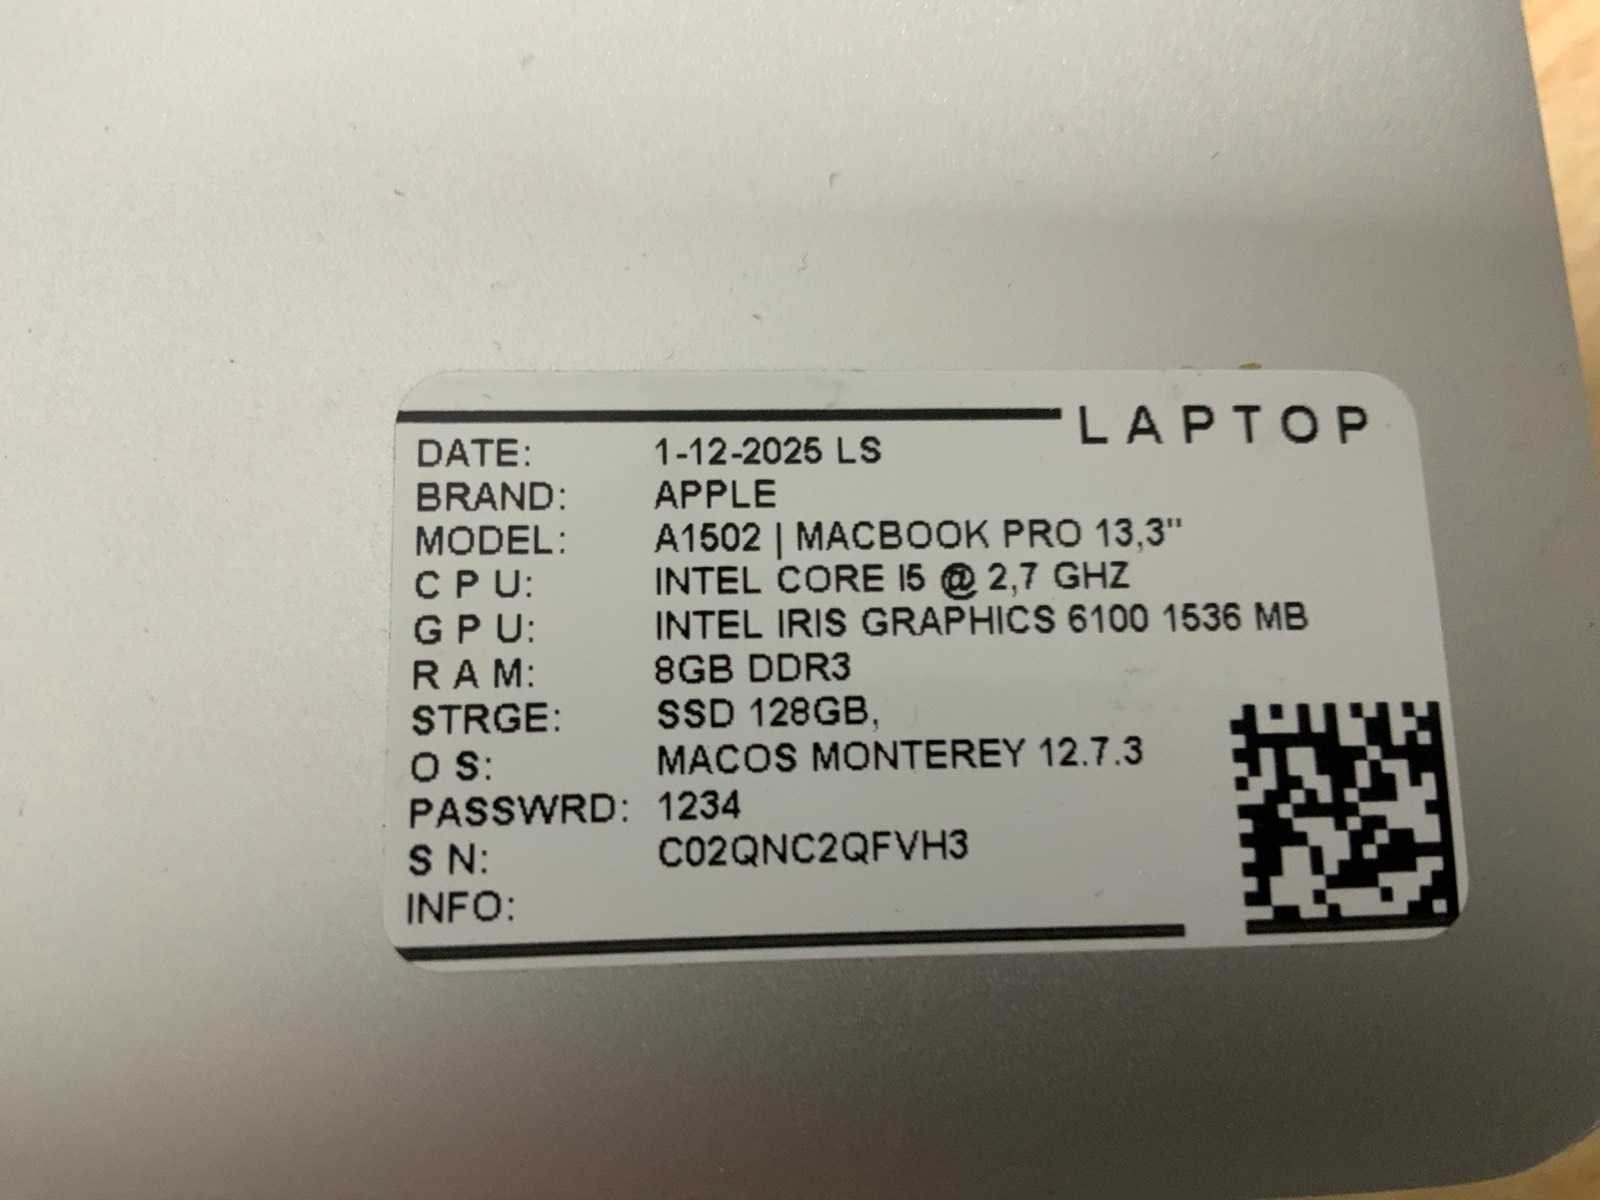 LAPTOP
DATE: 1-12-2025 LS
BRAND: APPLE
MODEL: A1502 | MACBOOK PRO 13,3"
C P U: INTEL CORE I5 @ 2,7 GHZ
G P U: INTEL IRIS GRAPHICS 6100 1536 MB
R A M: 8GB DDR3
STRGE: SSD 128GB,
O S: MACOS MONTEREY 12.7.3
PASSWRD: 1234
S N: C02QNC2QFVH3
INFO: